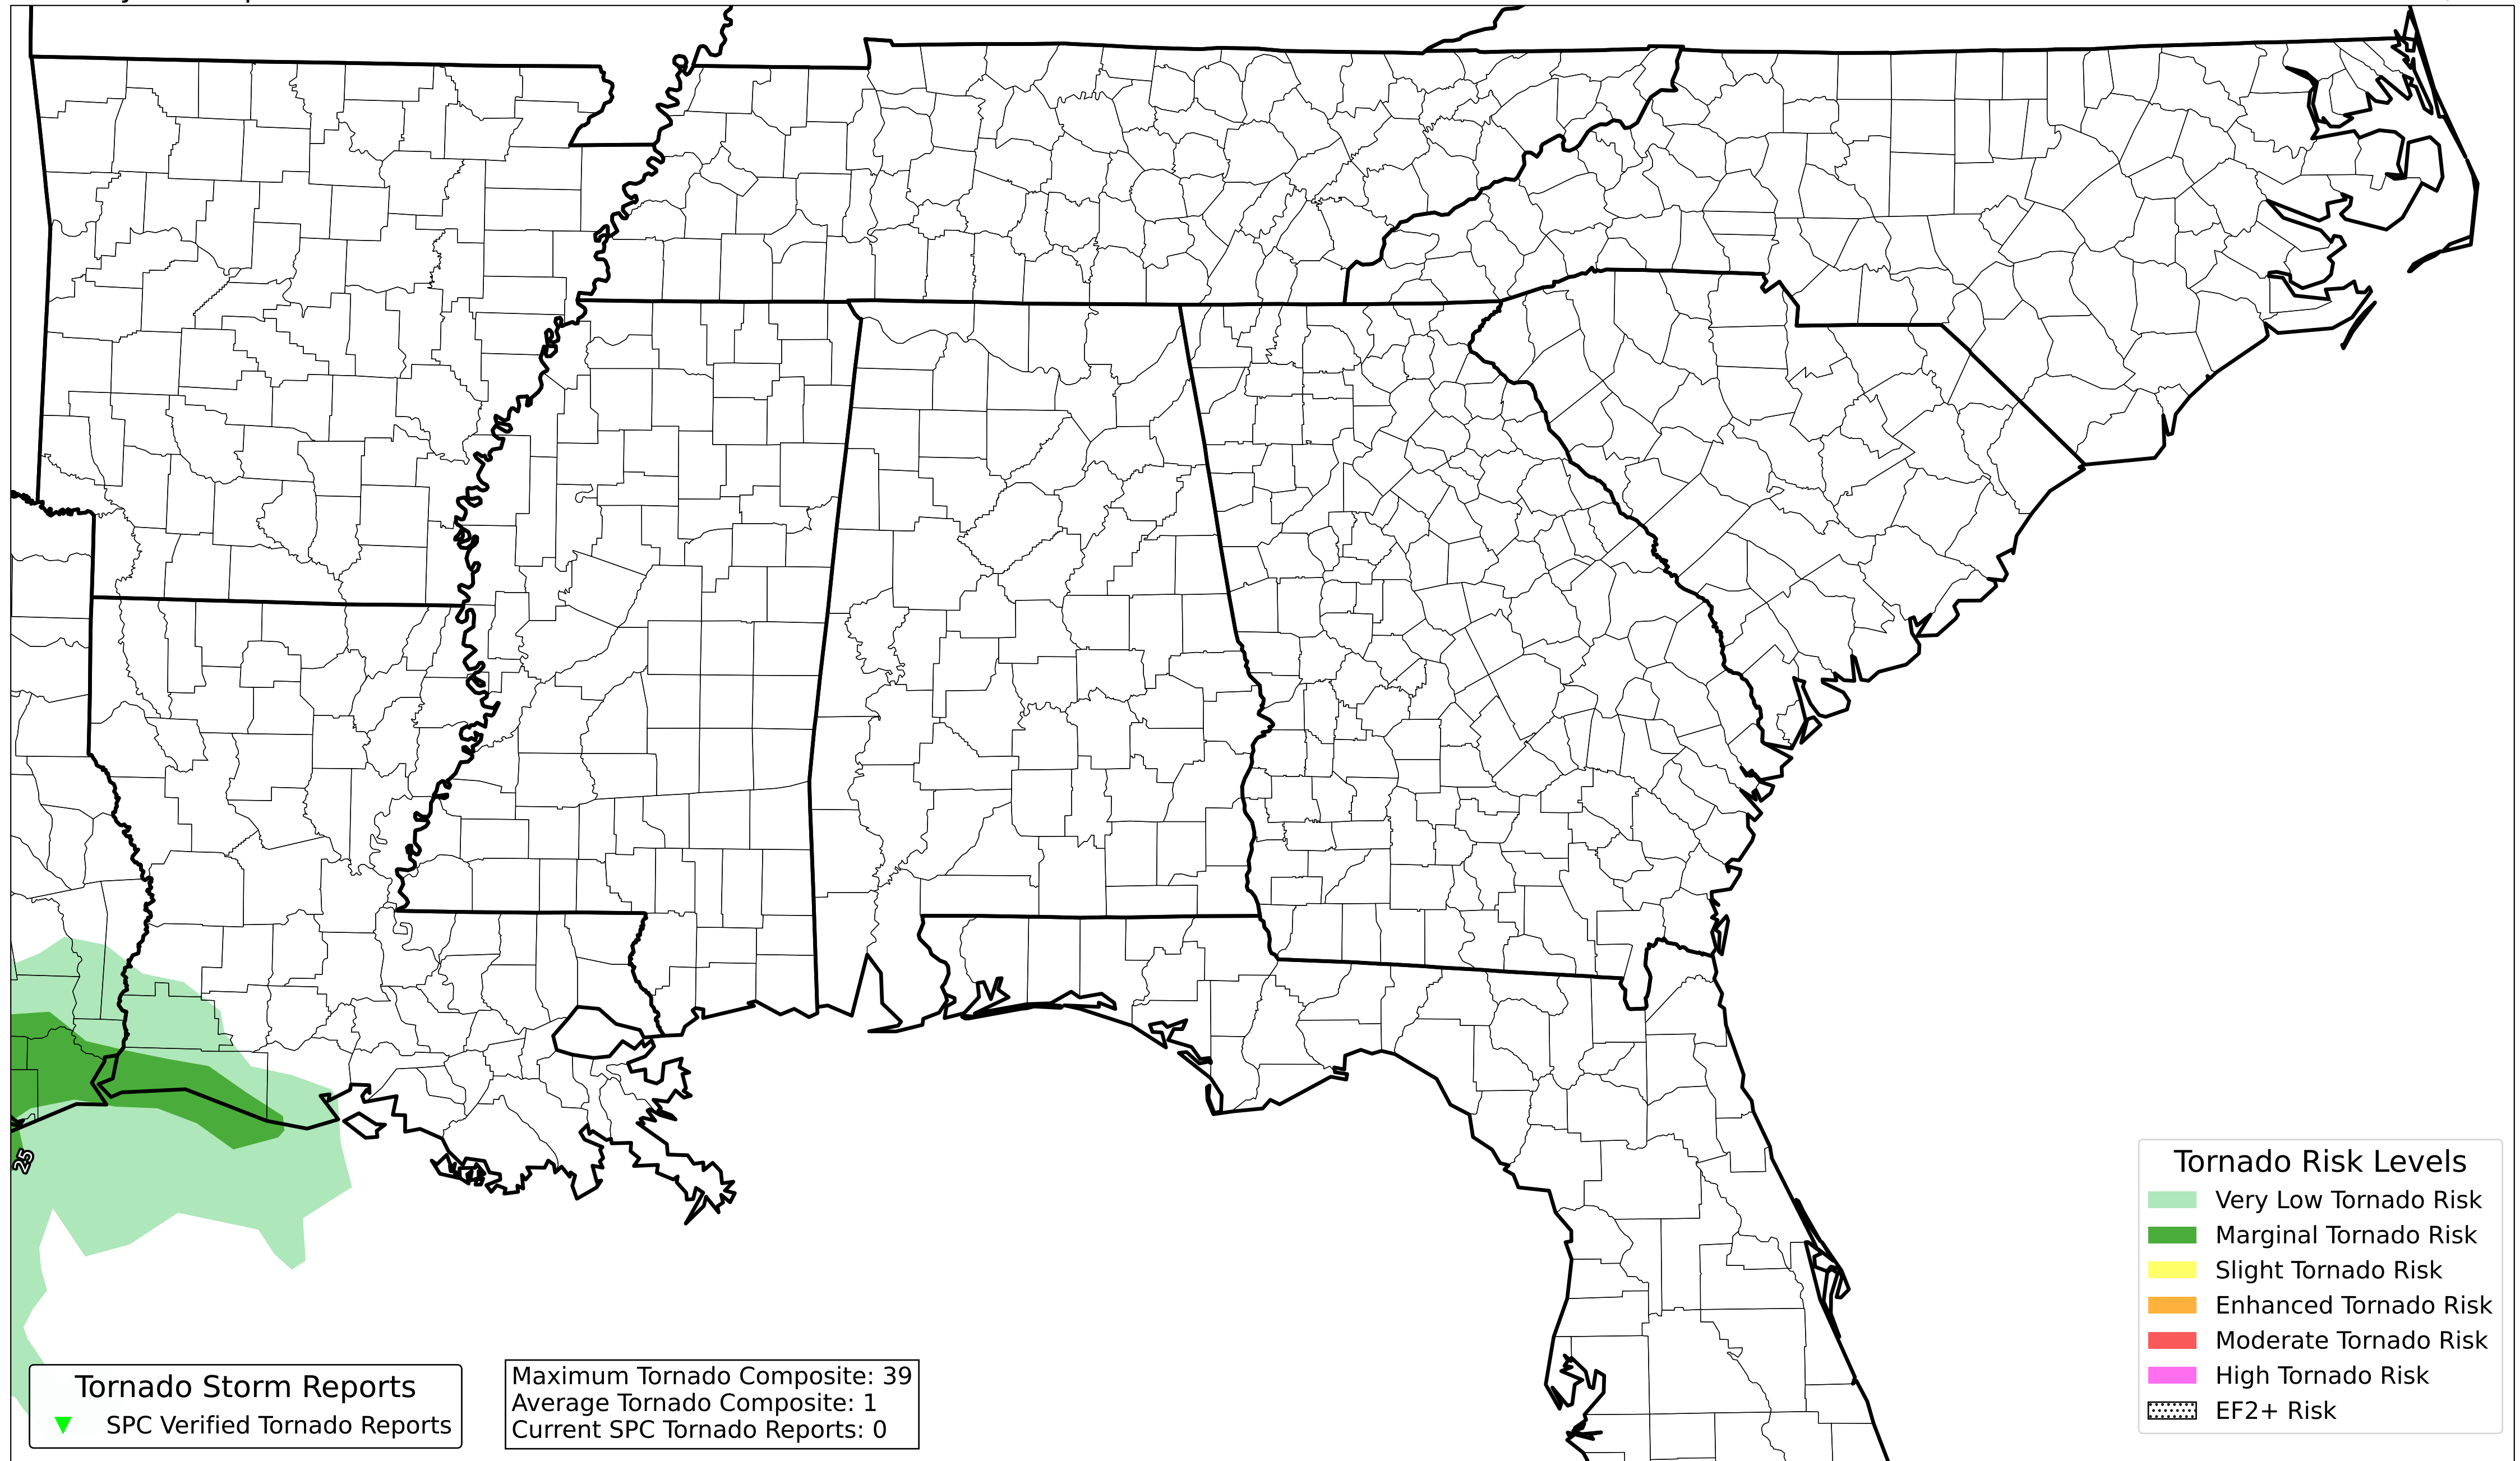 25
Tornado Storm Reports
SPC Verified Tornado Reports
Maximum Tornado Composite: 39
Average Tornado Composite: 1
Current SPC Tornado Reports: 0
Tornado Risk Levels
Very Low Tornado Risk
Marginal Tornado Risk
Slight Tornado Risk
Enhanced Tornado Risk
Moderate Tornado Risk
High Tornado Risk
EF2+ Risk